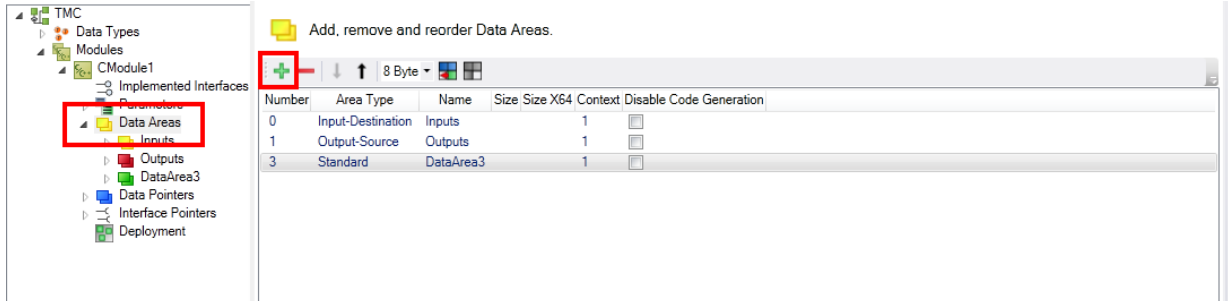 TMC
Data Types
Modules
CModule1
Implemented Interfaces
Parameters
Data Areas
Inputs
Outputs
DataArea3
Data Pointers
Interface Pointers
Deployment
Add, remove and reorder Data Areas.
8 Byte
Number Area Type Name Size Size X64 Context Disable Code Generation
0 Input-Destination Inputs 1
1 Output-Source Outputs 1
3 Standard DataArea3 1